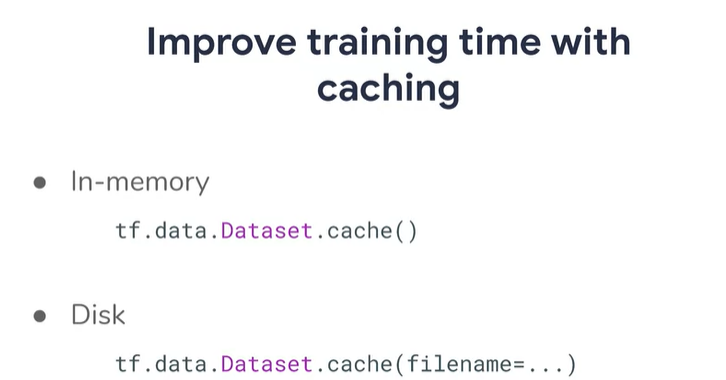 Improve training time with
caching
● In-memory
tf.data.Dataset.cache()
● Disk
tf.data.Dataset.cache(filename=...)